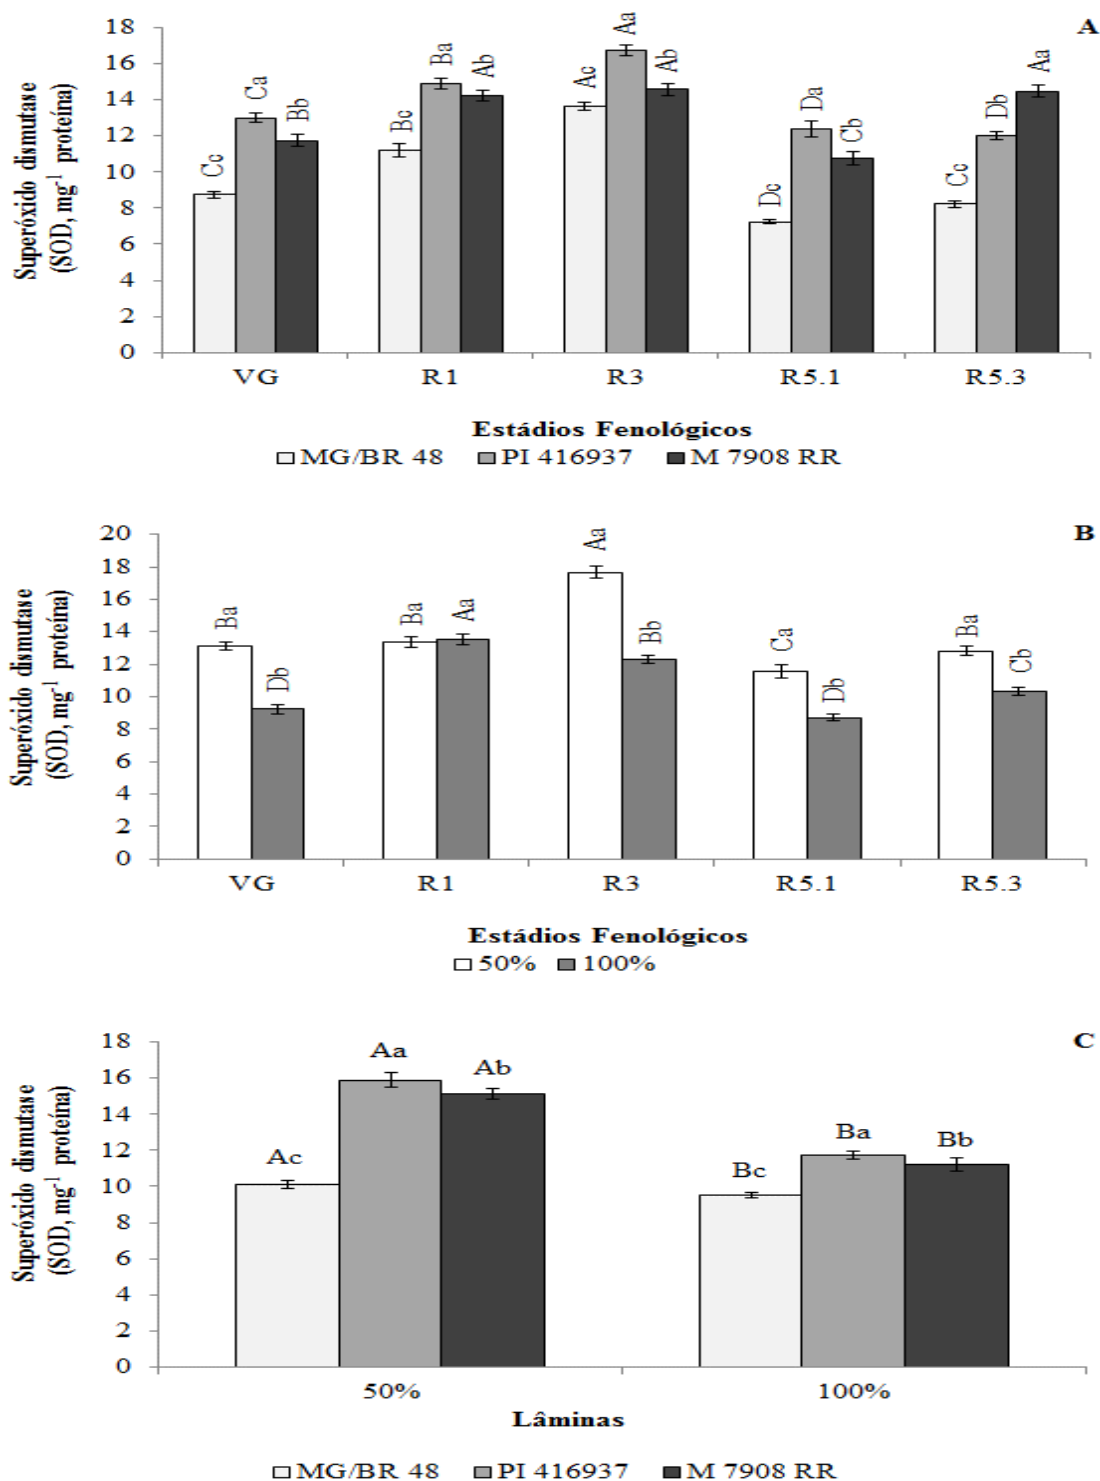 A
Superóxido dismutase
(SOD, mg-1 proteína)
18
16
14
12
10
8
6
4
2
0
Cc Ca Bb Bc Ba Ab Ac Aa Ab Dc Da Cb Cc Db Aa
VG R1 R3 R5.1 R5.3
Estádios Fenológicos
MG/BR 48 PI 416937 M 7908 RR
B
Superóxido dismutase
(SOD, mg-1 proteína)
20
18
16
14
12
10
8
6
4
2
0
Ba Db Ba Aa Aa Bb Ca Db Ba Cb
VG R1 R3 R5.1 R5.3
Estádios Fenológicos
50% 100%
C
Superóxido dismutase
(SOD, mg-1 proteína)
18
16
14
12
10
8
6
4
2
0
Ac Aa Ab Bc Ba Bb
50% 100%
Lâminas
MG/BR 48 PI 416937 M 7908 RR